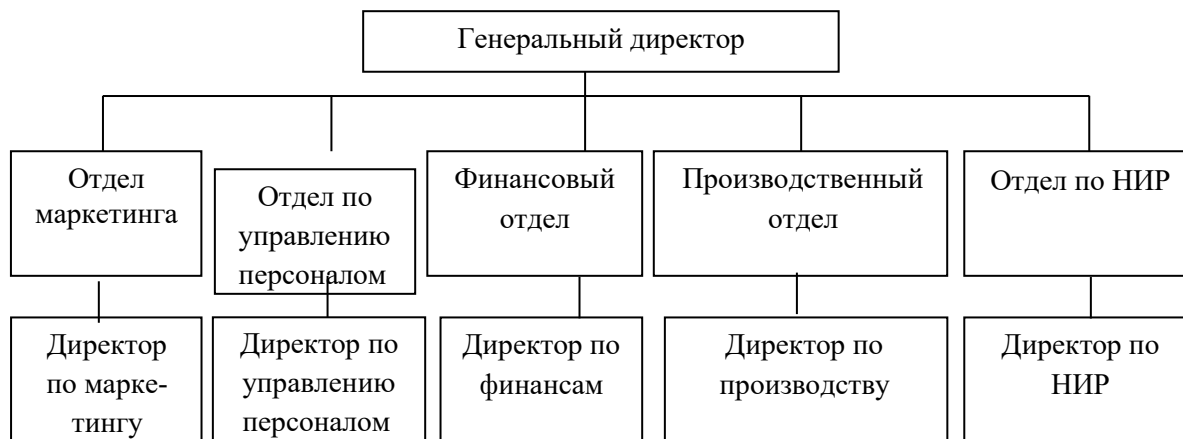 Генеральный директор
Отдел
маркетинга
Отдел по
управлению
персоналом
Финансовый
отдел
Производственный
отдел
Отдел по НИР
Директор
по марке-
тингу
Директор по
управлению
персоналом
Директор по
финансам
Директор по
производству
Директор по
НИР